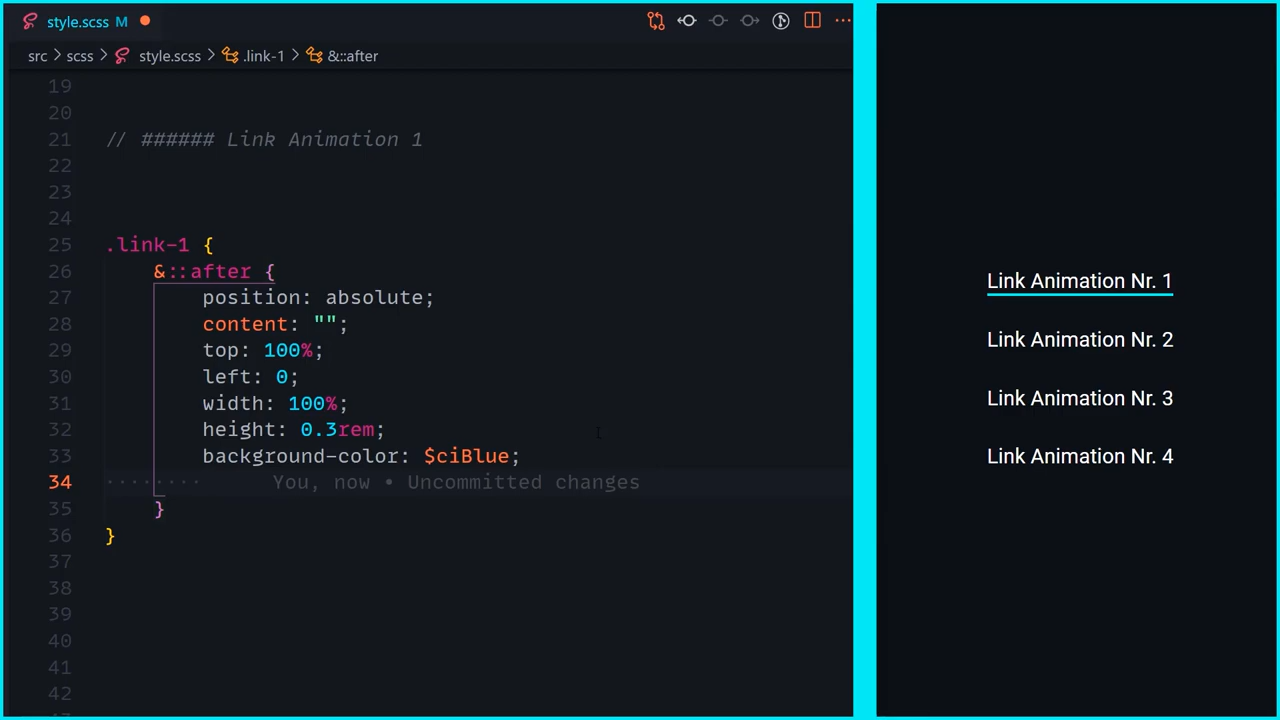 style.scss M
src > scss > style.scss > .link-1 > &::after
19
20
21 // ###### Link Animation 1
22
23
24
25 .link-1 {
26 &::after {
27 position: absolute;
28 content: "";
29 top: 100%;
30 left: 0;
31 width: 100%;
32 height: 0.3rem;
33 background-color: $ciBlue;
34 You, now • Uncommitted changes
35 }
36 }
37
38
39
40
41
42
Link Animation Nr. 1
Link Animation Nr. 2
Link Animation Nr. 3
Link Animation Nr. 4